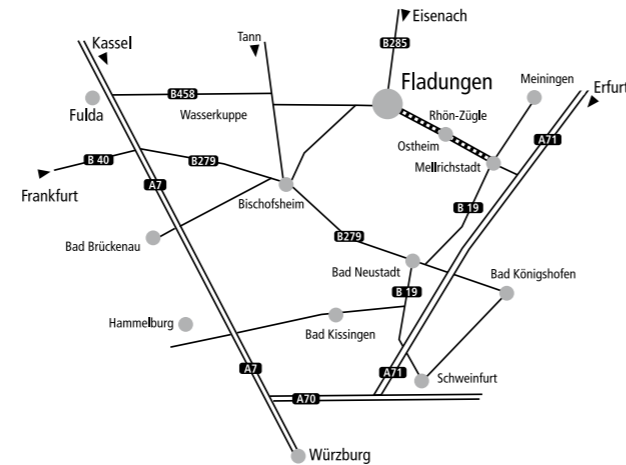 Eisenach
Kassel
Tann
B285
Fladungen
Meiningen
Erfurt
B458
Fulda
Wasserkuppe
Rhön-Zügle
Ostheim
A71
Mellrichstadt
B 40
B279
A7
Frankfurt
Bischofsheim
B 19
Bad Brückenau
B279
Bad Neustadt
Bad Königshofen
B 19
Hammelburg
Bad Kissingen
A7
A71
Schweinfurt
A70
Würzburg